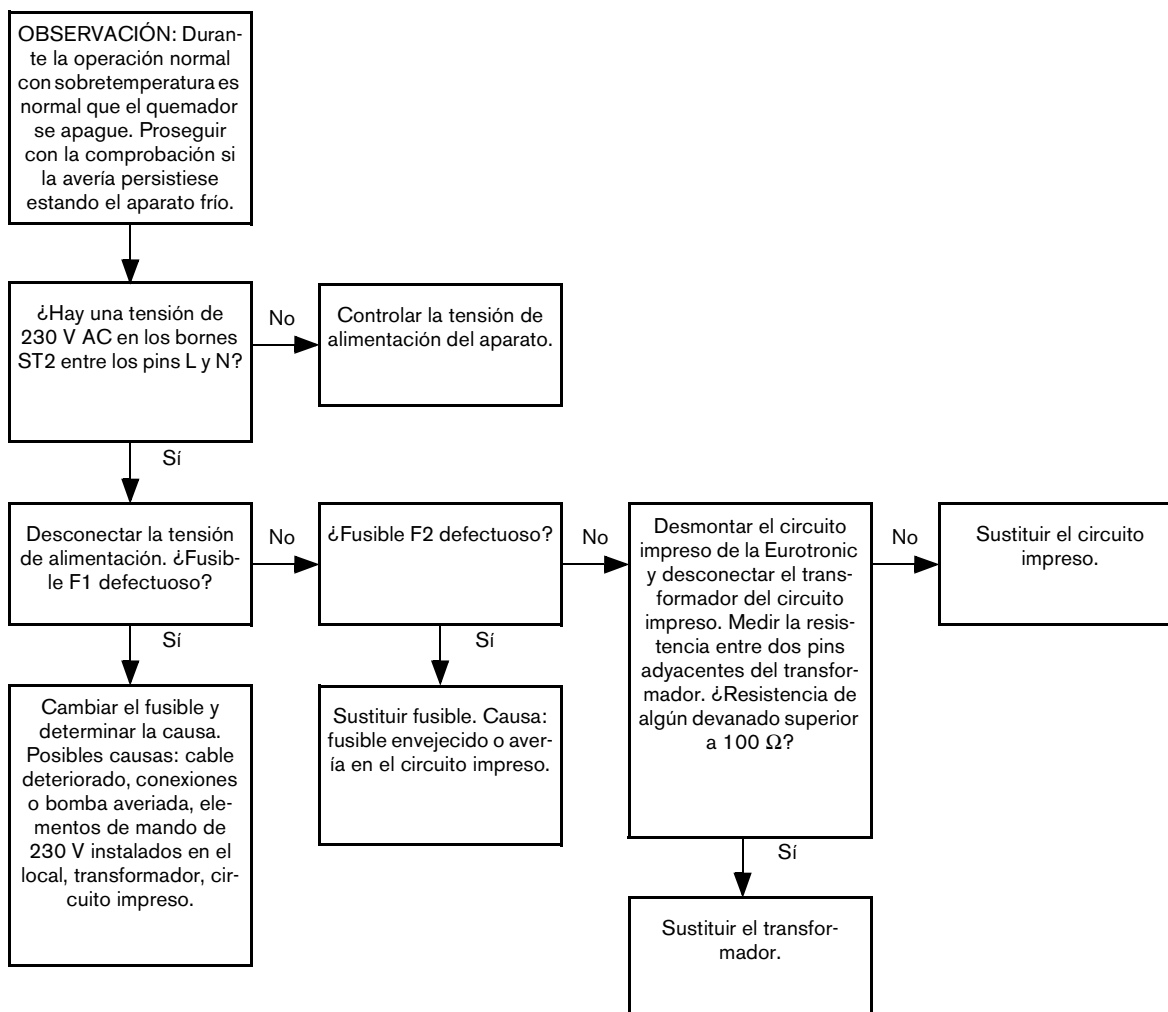 OBSERVACIÓN: Duran-
te la operación normal
con sobretemperatura es
normal que el quemador
se apague. Proseguir
con la comprobación si
la avería persistiese
estando el aparato frío.
¿Hay una tensión de
230 V AC en los bornes
ST2 entre los pins L y N?
No
Controlar la tensión de
alimentación del aparato.
Sí
Desconectar la tensión
de alimentación. ¿Fusib-
le F1 defectuoso?
No
¿Fusible F2 defectuoso?
No
Desmontar el circuito
impreso de la Eurotronic
y desconectar el trans-
formador del circuito
impreso. Medir la resis-
tencia entre dos pins
adyacentes del transfor-
mador. ¿Resistencia de
algún devanado superior
a 100 Ω?
No
Sustituir el circuito
impreso.
Sí
Cambiar el fusible y
determinar la causa.
Posibles causas: cable
deteriorado, conexiones
o bomba averiada, ele-
mentos de mando de
230 V instalados en el
local, transformador, cir-
cuito impreso.
Sí
Sustituir fusible. Causa:
fusible envejecido o ave-
ría en el circuito impreso.
Sí
Sustituir el transfor-
mador.